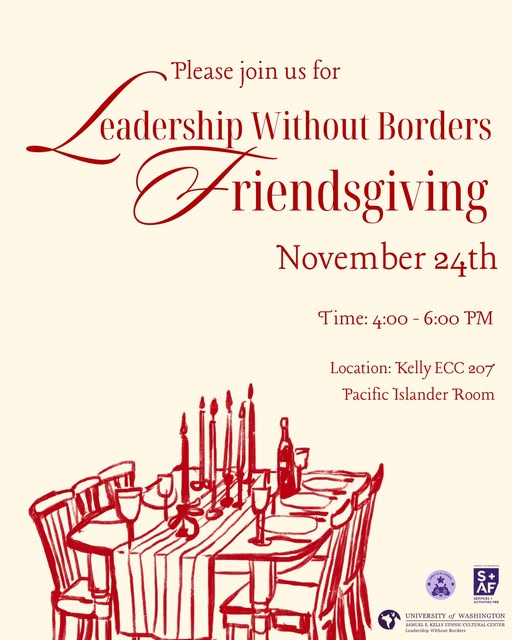 Please join us for
Leadership Without Borders
Friendsgiving
November 24th
Time: 4:00 - 6:00 PM
Location: Kelly ECC 207
Pacific Islander Room
S+
AF
SERVICES +
ACTIVITIES FEE
UNIVERSITY of WASHINGTON
SAMUEL E. KELLY ETHNIC CULTURAL CENTER
Leadership Without Borders